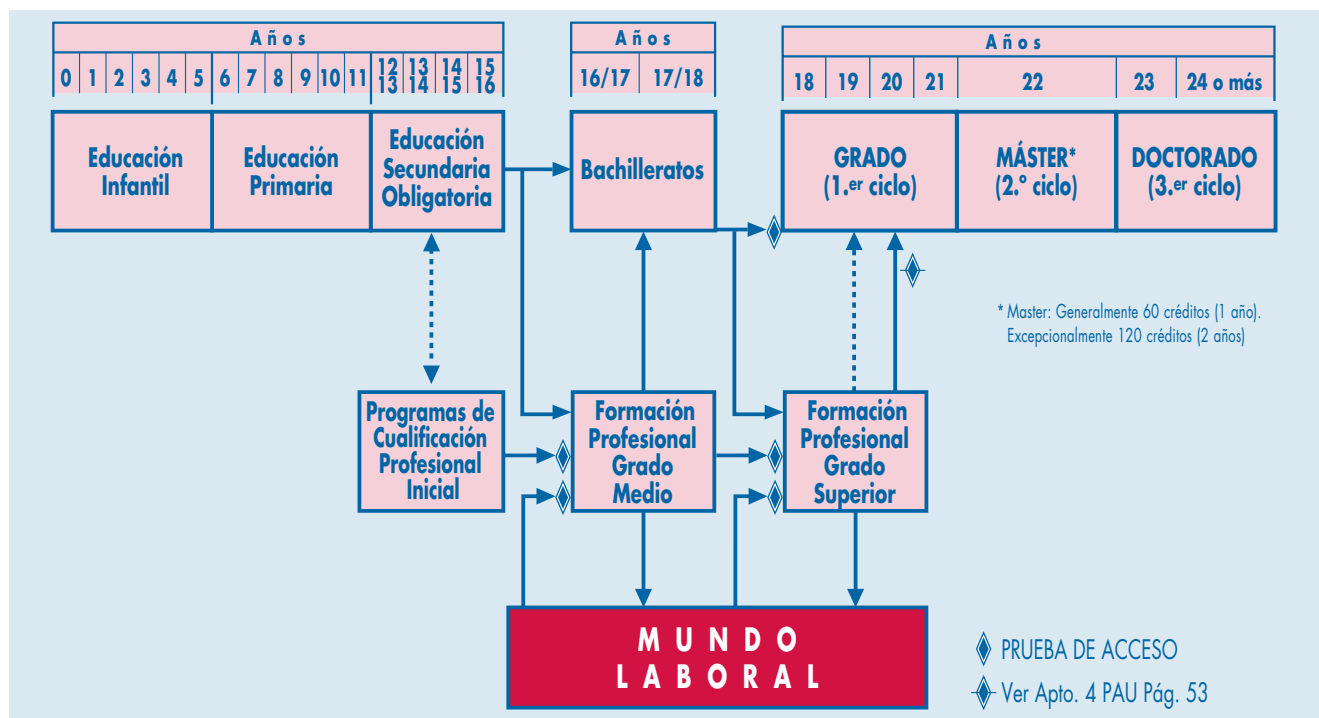 Años
0 1 2 3 4 5 6 7 8 9 10 11 12 13 13 14 14 15 15 16
Educación
Infantil
Educación
Primaria
Educación
Secundaria
Obligatoria
Años
16/17 17/18
Bachilleratos
Años
18 19 20 21 22 23 24 o más
GRADO
(1.er ciclo)
MÁSTER*
(2.º ciclo)
DOCTORADO
(3.er ciclo)
* Master: Generalmente 60 créditos (1 año).
Excepcionalmente 120 créditos (2 años)
Programas de
Cualificación
Profesional
Inicial
Formación
Profesional
Grado
Medio
Formación
Profesional
Grado
Superior
MUNDO
LABORAL
PRUEBA DE ACCESO
Ver Apto. 4 PAU Pág. 53